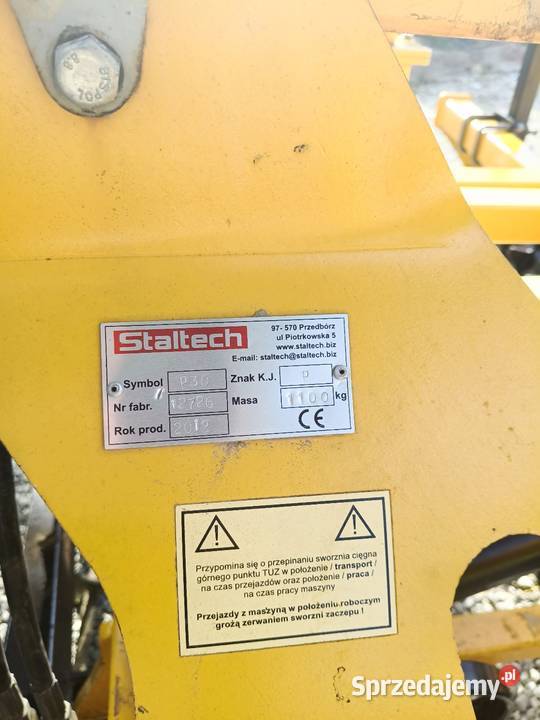 BISPOL
8.8
Staltech
97- 570 Przedbórz
ul Piotrkowska 5
www.staltech.biz
E-mail: staltech@staltech.biz
Symbol P30 Znak K.J. P
Nr fabr. 12726 Masa 1100 kg
Rok prod. 2012 CE
Przypomina się o przepinaniu sworznia cięgna
górnego punktu TUZ w położenie / transport /
na czas przejazdów oraz położenie / praca /
na czas pracy maszyny
Przejazdy z maszyną w położeniu roboczym
grożą zerwaniem sworzni zaczepu !
Sprzedajemy.pl